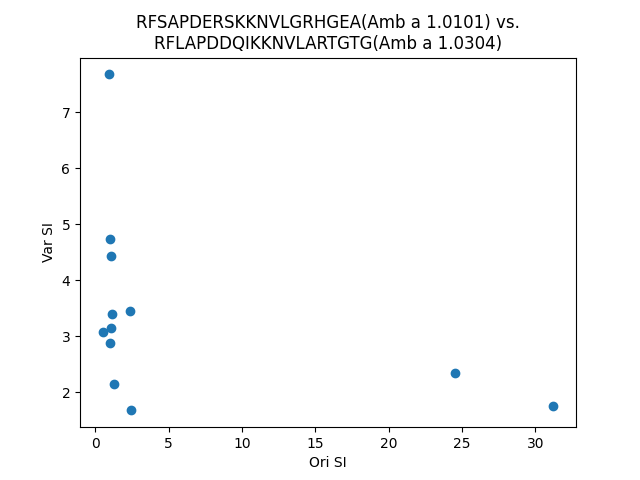 RFSAPDERSKKNVLGRHGEA(Amb a 1.0101) vs.
RFLAPDDQIKKNVLARTGTG(Amb a 1.0304)
7
6
5
4
3
2
Var SI
0 5 10 15 20 25 30
Ori SI